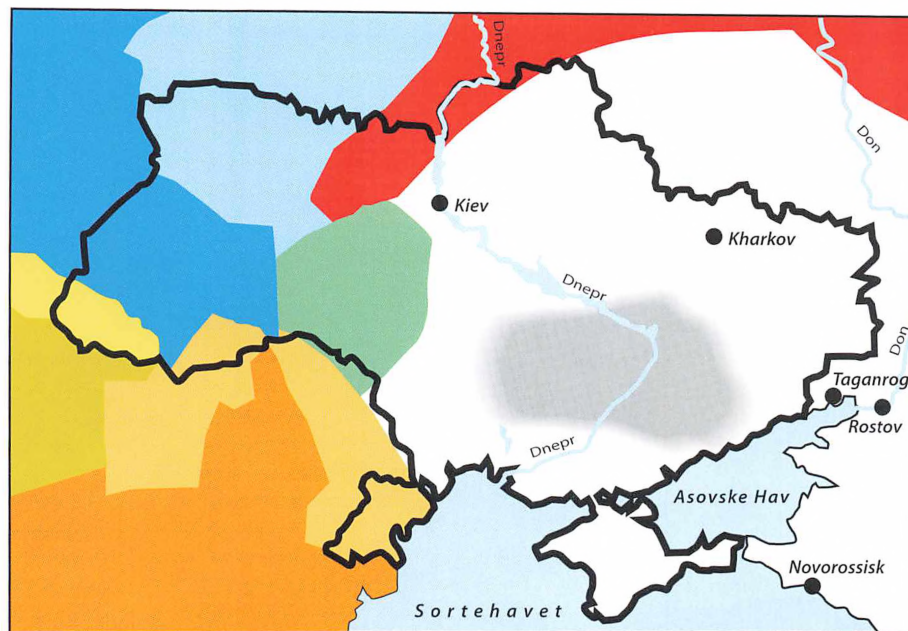 Dnepr
Don
Kiev
Kharkov
Dnepr
Don
Taganrog
Rostov
Dnepr
Asovske Hav
Novorossisk
Sortehavet